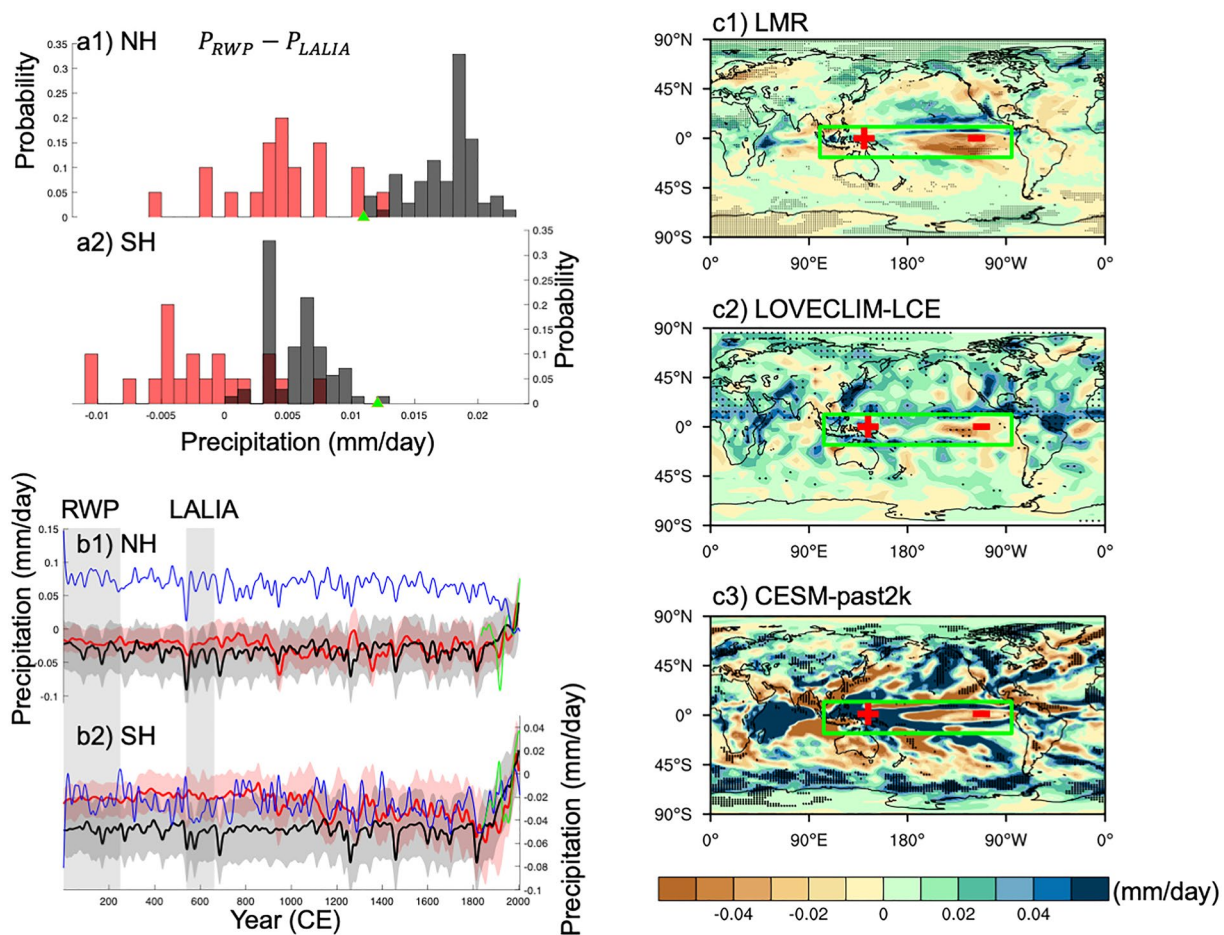 a1) NH P_RWP − P_LALIA
Probability
0.35
0.3
0.25
0.2
0.15
0.1
0.05
0
a2) SH
Probability
0.35
0.3
0.25
0.2
0.15
0.1
0.05
0
-0.01 -0.005 0 0.005 0.01 0.015 0.02
Precipitation (mm/day)
RWP LALIA
b1) NH
Precipitation (mm/day)
0.15
0.1
0.05
0
-0.05
-0.1
b2) SH
Precipitation (mm/day)
0.04
0.02
0
-0.02
-0.04
-0.06
-0.08
-0.1
200 400 600 800 1000 1200 1400 1600 1800 2000
Year (CE)
c1) LMR
90°N
45°N
0°
45°S
90°S
0° 90°E 180° 90°W 0°
c2) LOVECLIM-LCE
90°N
45°N
0°
45°S
90°S
0° 90°E 180° 90°W 0°
c3) CESM-past2k
90°N
45°N
0°
45°S
90°S
0° 90°E 180° 90°W 0°
-0.04 -0.02 0 0.02 0.04 (mm/day)